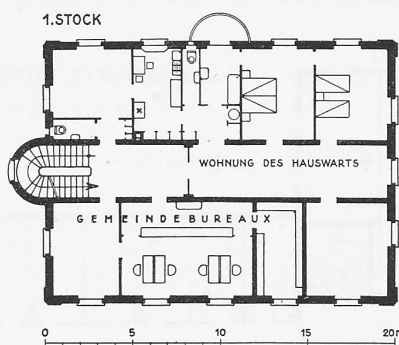 1.STOCK
WOHNUNG DES HAUSWARTS
GEMEINDEBUREAUX
0 5 10 15 20m